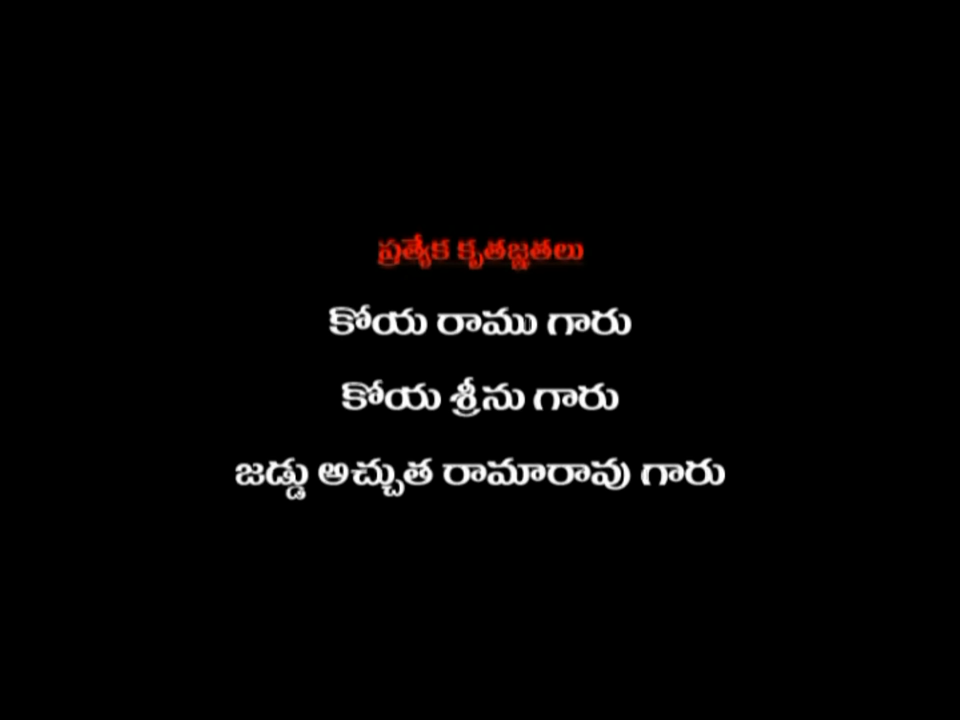 ప్రత్యేక కృతజ్ఞతలు
కోయ రాము గారు
కోయ శ్రీను గారు
జడ్డు అచ్చుత రామారావు గారు